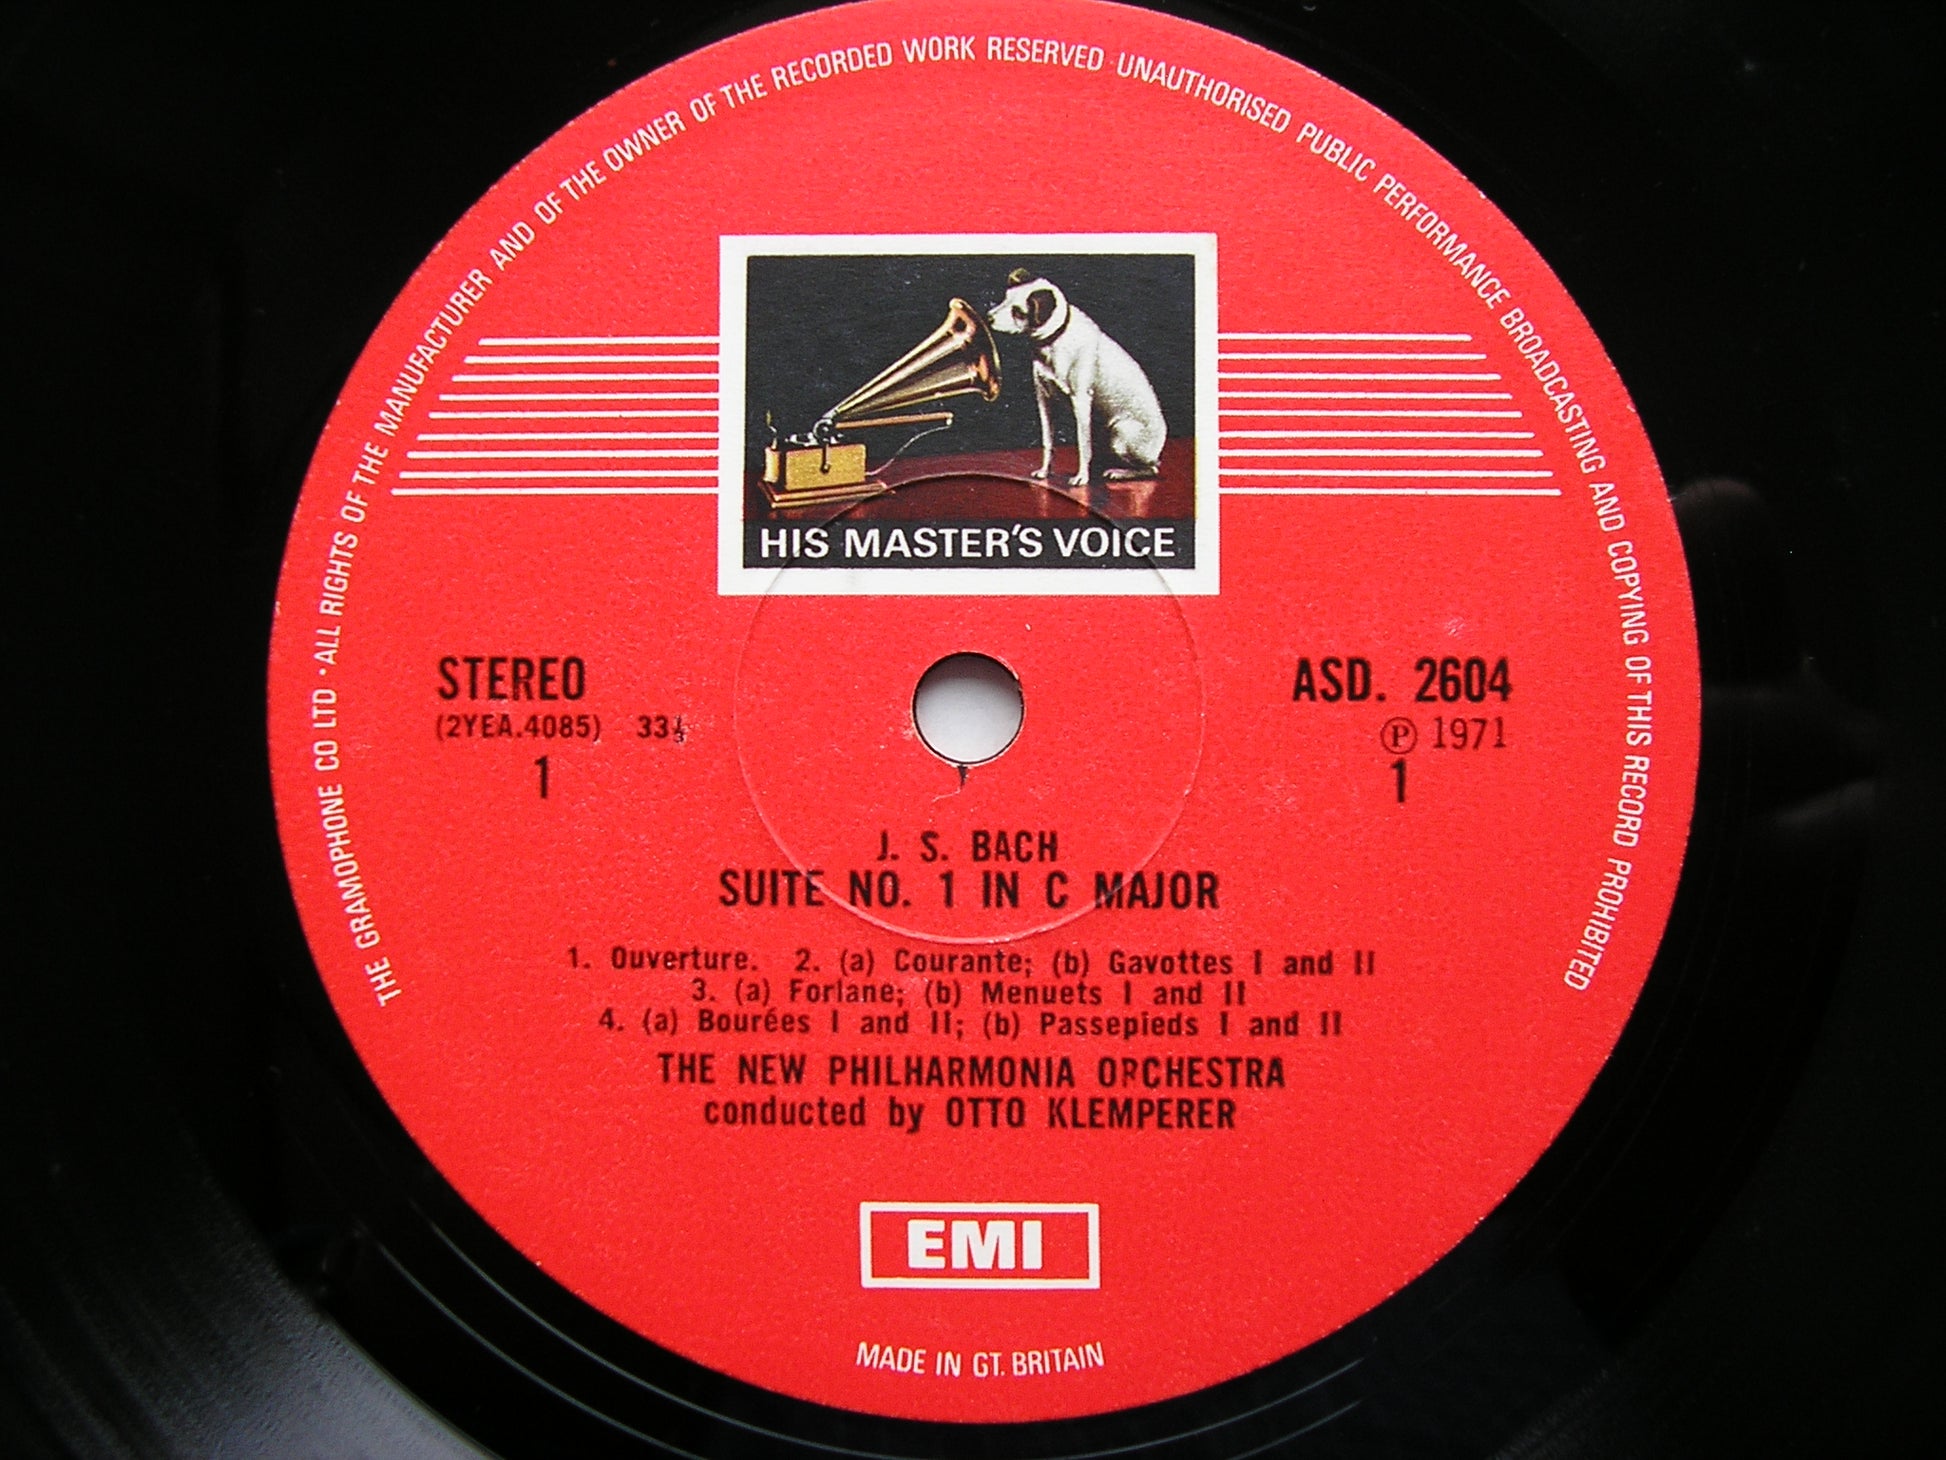 THE GRAMOPHONE CO LTD · ALL RIGHTS OF THE MANUFACTURER AND OF THE OWNER OF THE RECORDED WORK RESERVED UNAUTHORISED PUBLIC PERFORMANCE BROADCASTING AND COPYING OF THIS RECORD PROHIBITED
HIS MASTER'S VOICE
STEREO
(2YEA.4085) 33⅓
1
ASD. 2604
Ⓟ 1971
1
J. S. BACH
SUITE NO. 1 IN C MAJOR
1. Ouverture. 2. (a) Courante; (b) Gavottes I and II
3. (a) Forlane; (b) Menuets I and II
4. (a) Bourées I and II; (b) Passepieds I and II
THE NEW PHILHARMONIA ORCHESTRA
conducted by OTTO KLEMPERER
EMI
MADE IN GT. BRITAIN